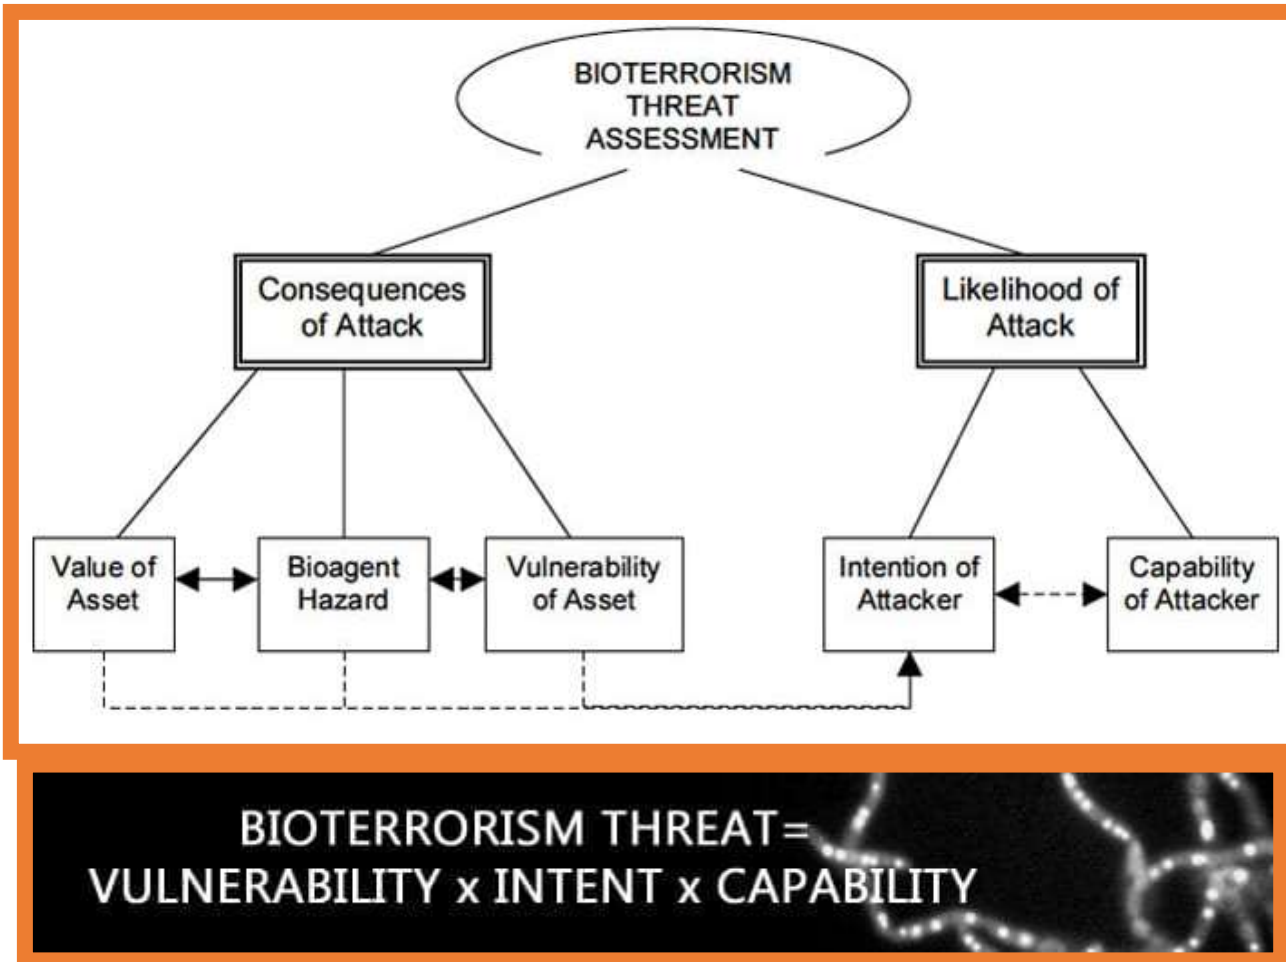 BIOTERRORISM
THREAT
ASSESSMENT
Consequences
of Attack
Likelihood of
Attack
Value of
Asset
Bioagent
Hazard
Vulnerability
of Asset
Intention of
Attacker
Capability
of Attacker
BIOTERRORISM THREAT=
VULNERABILITY x INTENT x CAPABILITY